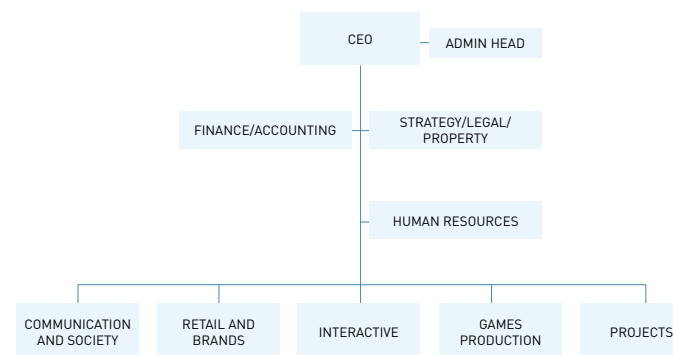 CEO
ADMIN HEAD
FINANCE/ACCOUNTING
STRATEGY/LEGAL/
PROPERTY
HUMAN RESOURCES
COMMUNICATION
AND SOCIETY
RETAIL AND
BRANDS
INTERACTIVE
GAMES
PRODUCTION
PROJECTS